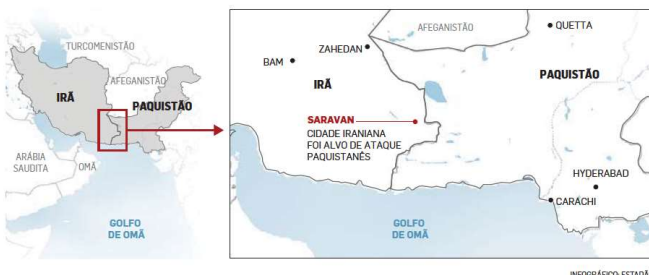 TURCOMENISTÃO
AFEGANISTÃO
IRÃ
PAQUISTÃO
ARÁBIA
SAUDITA
OMÃ
GOLFO
DE OMÃ
AFEGANISTÃO
QUETTA
ZAHEDAN
BAM
IRÃ
PAQUISTÃO
SARAVAN
CIDADE IRANIANA
FOI ALVO DE ATAQUE
PAQUISTANÊS
HYDERABAD
CARÁCHI
GOLFO
DE OMÃ